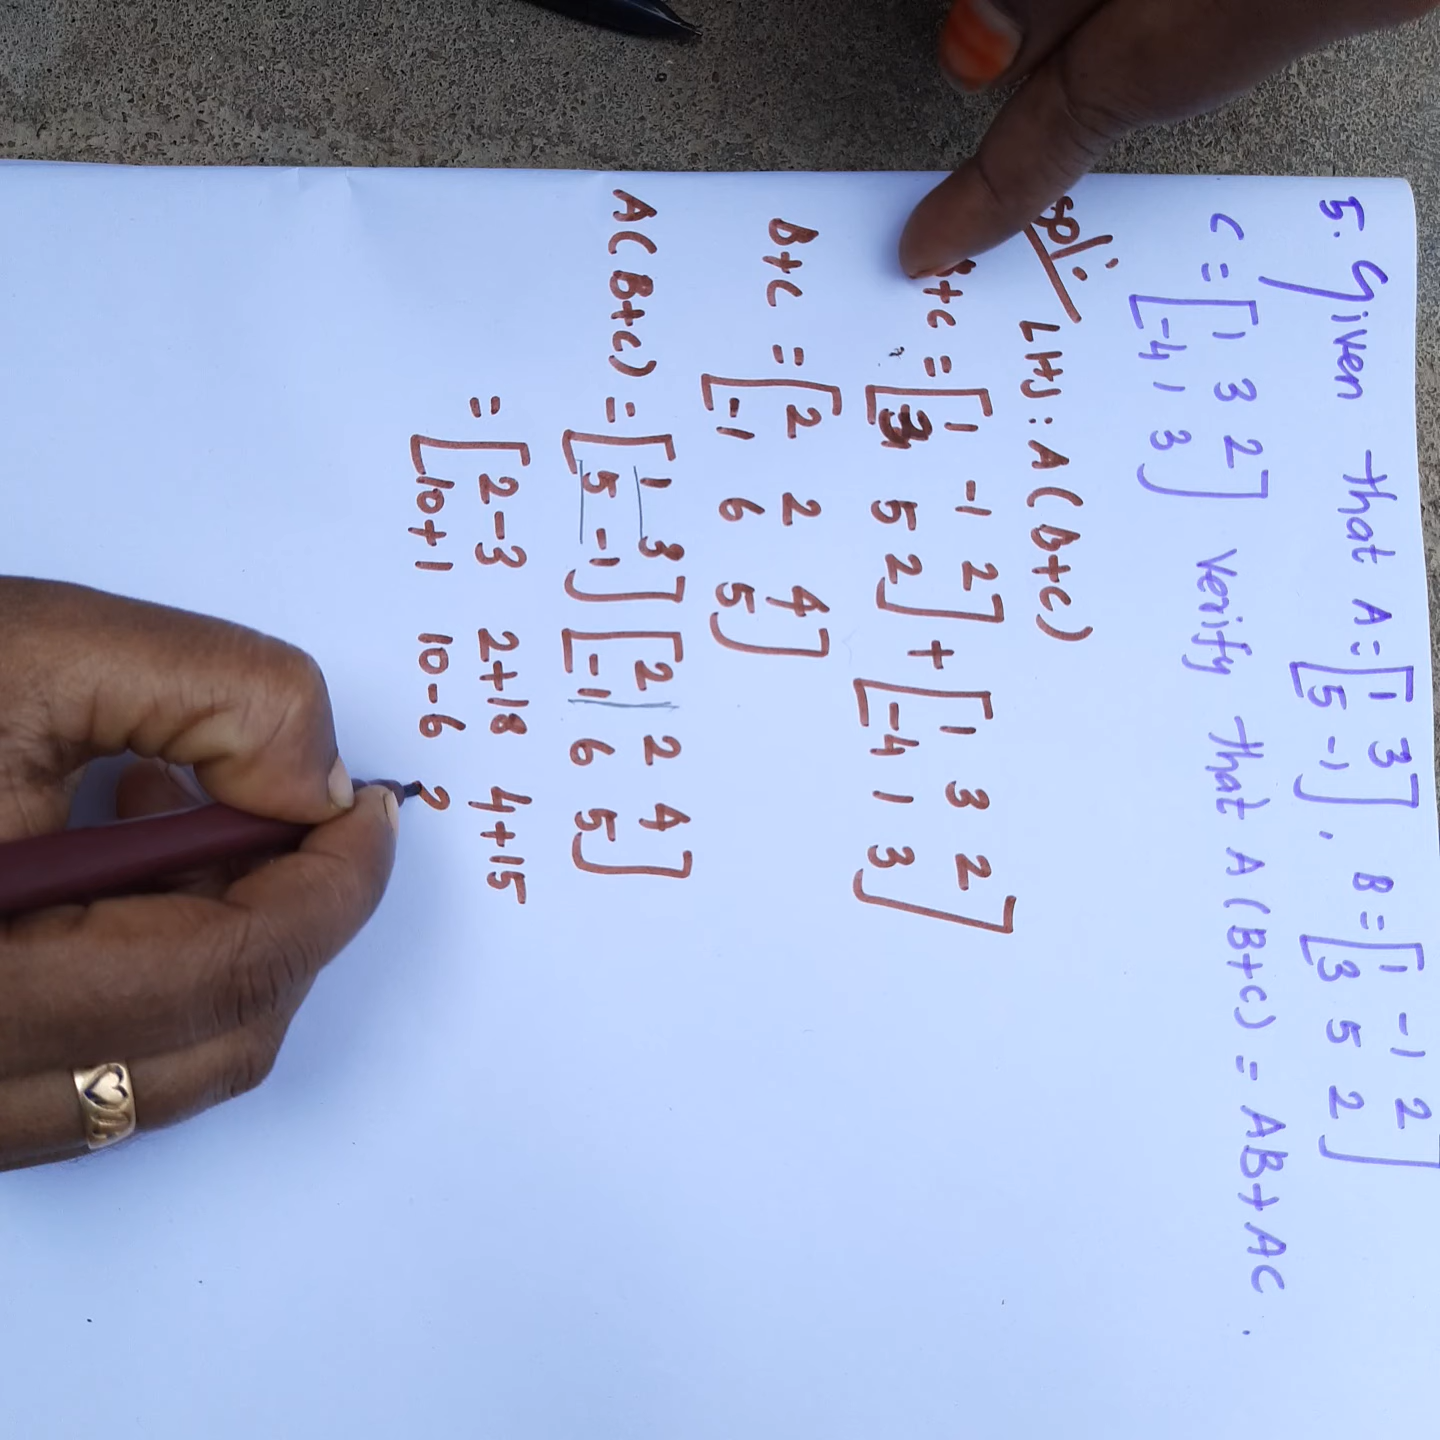 5. Given that A = [1 3
5 -1], B = [1 -1 2
3 5 2]
C = [1 3 2
-4 1 3] Verify that A(B+C) = AB+AC.
Soln: LHS: A(B+C)
B+C = [1 -1 2
3 5 2] + [1 3 2
-4 1 3]
B+C = [2 2 4
-1 6 5]
A(B+C) = [1 3
5 -1] [2 2 4
-1 6 5]
= [2-3 2+18 4+15
10+1 10-6 2